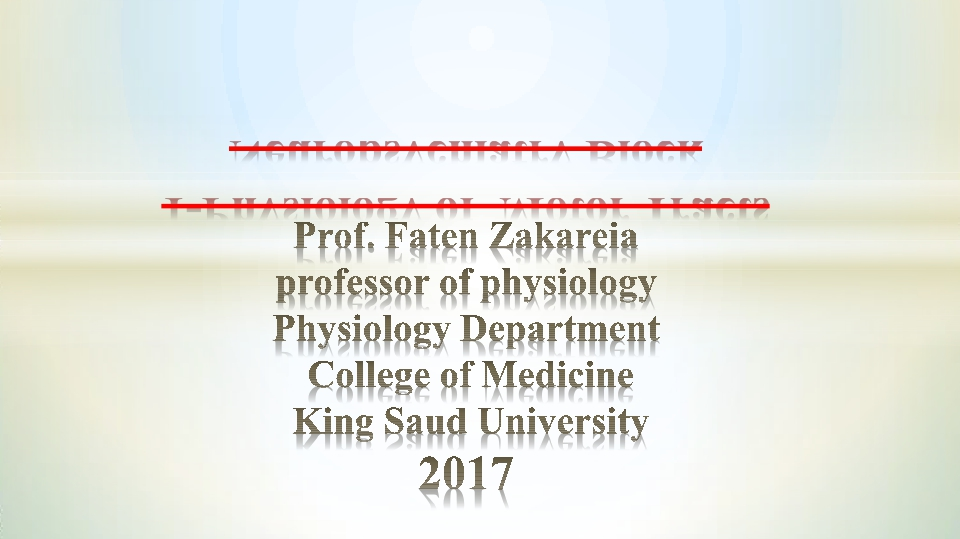 Prof. Faten Zakareia
professor of physiology
Physiology Department
College of Medicine
King Saud University
2017